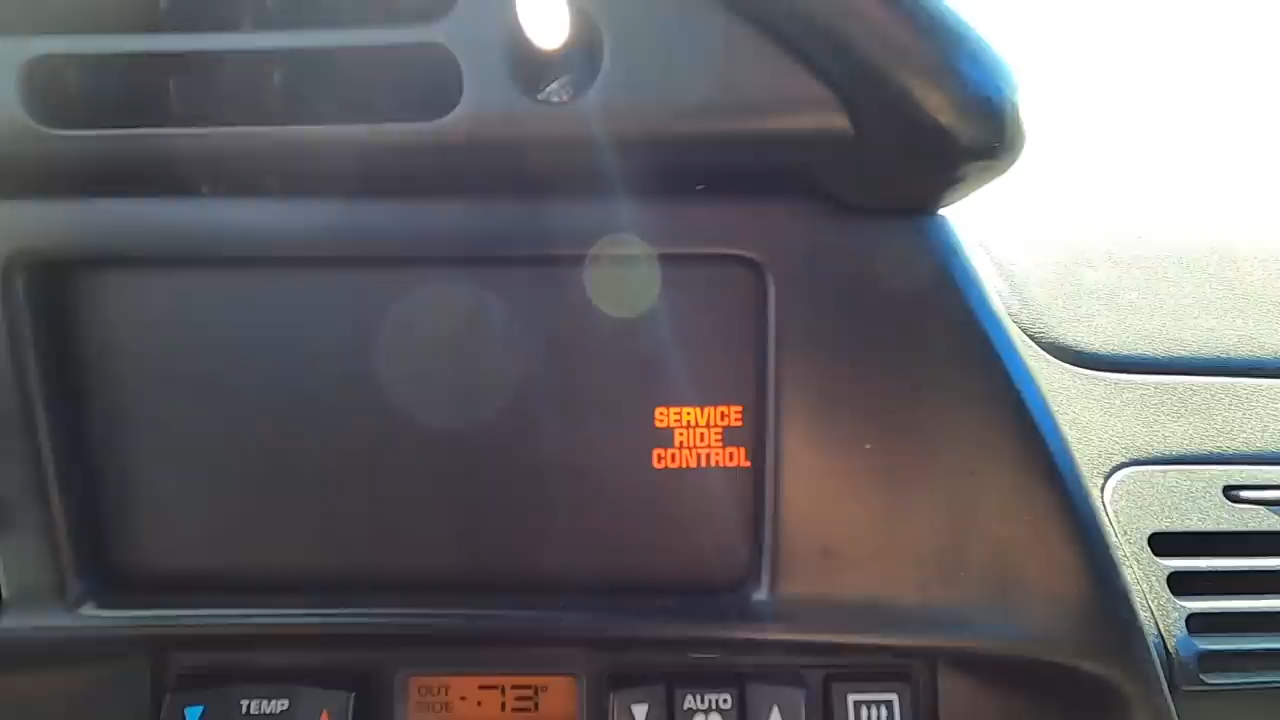 SERVICE
RIDE
CONTROL
TEMP
OUT
SIDE
73°
AUTO